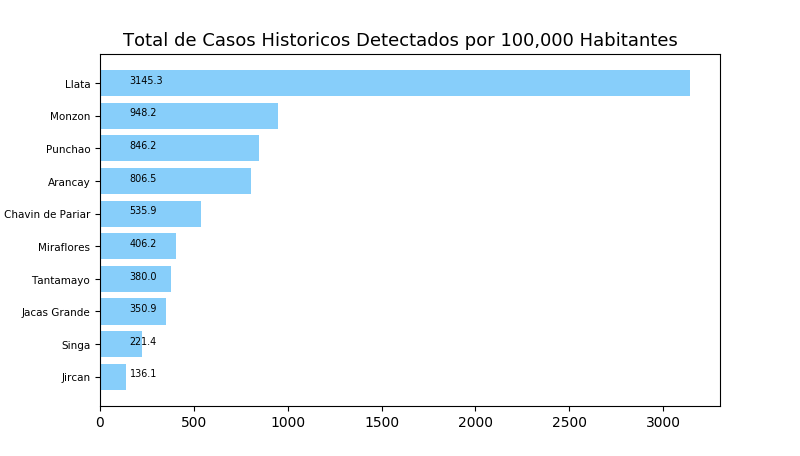 Total de Casos Historicos Detectados por 100,000 Habitantes
Llata 3145.3
Monzon 948.2
Punchao 846.2
Arancay 806.5
Chavin de Pariar 535.9
Miraflores 406.2
Tantamayo 380.0
Jacas Grande 350.9
Singa 221.4
Jircan 136.1
0 500 1000 1500 2000 2500 3000